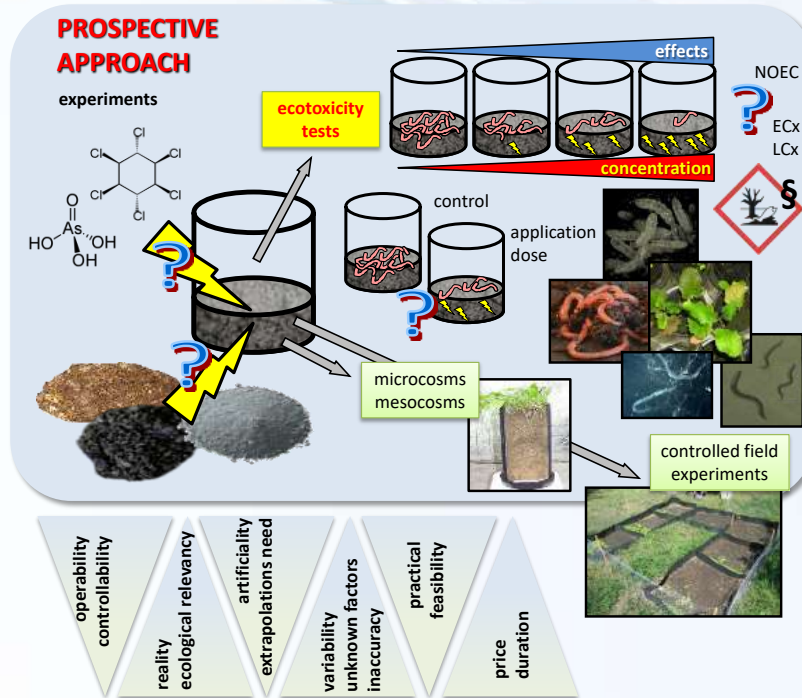 PROSPECTIVE
APPROACH
experiments
Cl
Cl
Cl
Cl
Cl
Cl
O
As
HO
OH
OH
ecotoxicity
tests
effects
NOEC
?
ECx
LCx
concentration
§
control
application
dose
?
?
?
microcosms
mesocosms
controlled field
experiments
operability
controllability
reality
ecological relevancy
artificiality
extrapolations need
variability
unknown factors
inaccuracy
practical
feasibility
price
duration